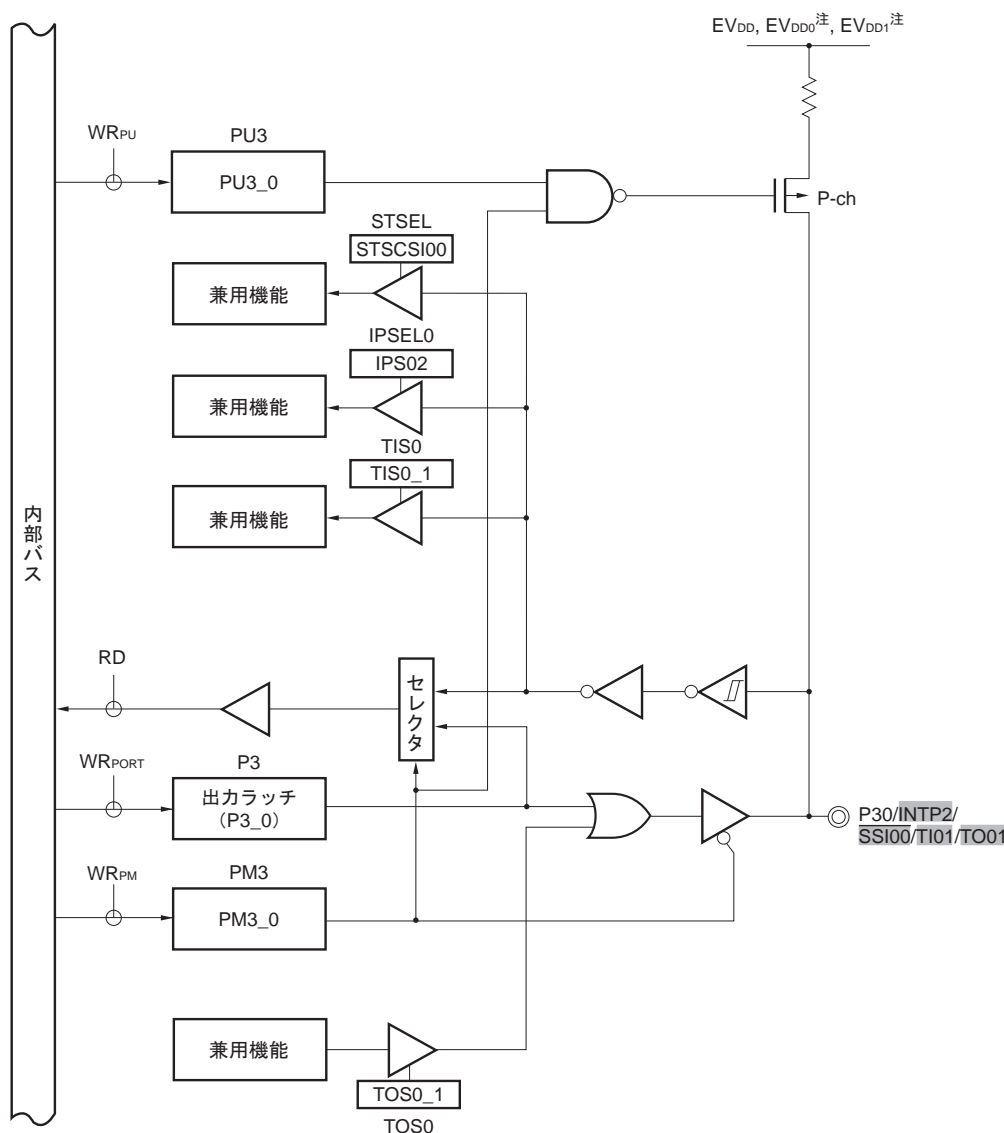 EVDD, EVDD0注, EVDD1注
WRPU
PU3
PU3_0
P-ch
STSEL
STSCSI00
兼用機能
IPSEL0
IPS02
兼用機能
TIS0
TIS0_1
兼用機能
内部バス
RD
セレクタ
WRPORT
P3
出力ラッチ
（P3_0）
P30/INTP2/
SSI00/TI01/TO01
WRPM
PM3
PM3_0
兼用機能
TOS0_1
TOS0